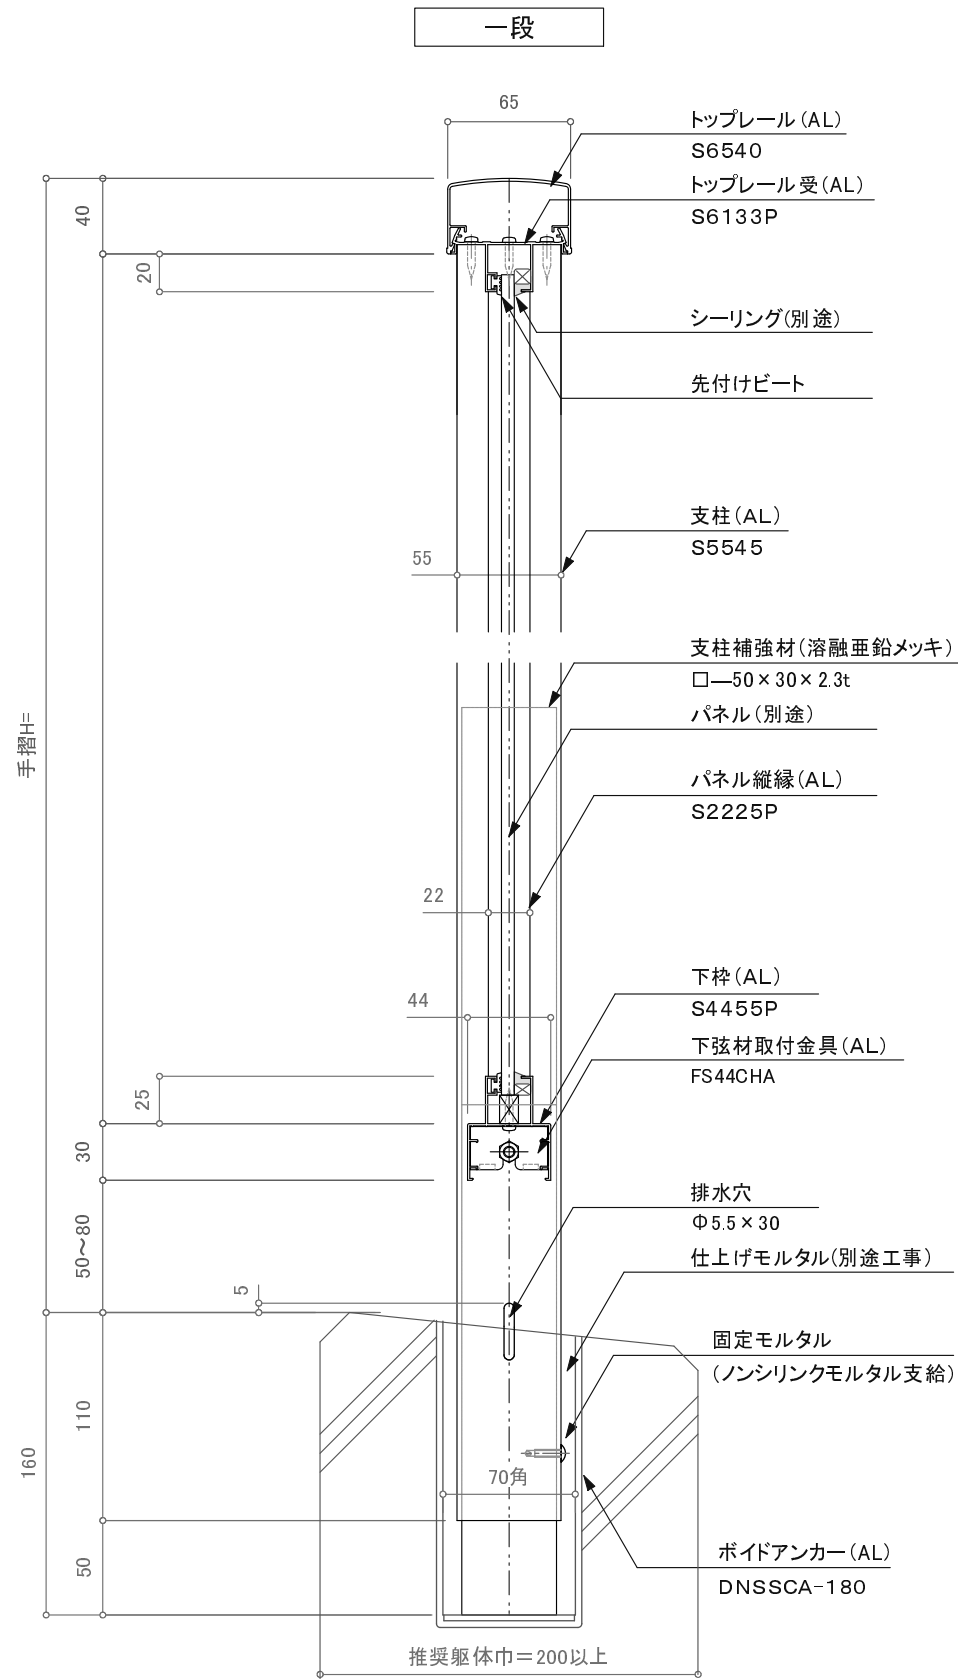 一段
65
トップレール(AL)
S6540
トップレール受(AL)
S6133P
40
20
シーリング(別途)
先付けビート
支柱(AL)
S5545
55
支柱補強材(溶融亜鉛メッキ)
口—50×30×2.3t
パネル(別途)
手摺H=
パネル縦縁(AL)
S2225P
22
下枠(AL)
S4455P
44
下弦材取付金具(AL)
FS44CHA
25
30
排水穴
Φ5.5×30
50〜80
仕上げモルタル(別途工事)
5
固定モルタル
(ノンシリンクモルタル支給)
110
160
70角
ボイドアンカー(AL)
DNSSCA-180
50
推奨躯体巾=200以上